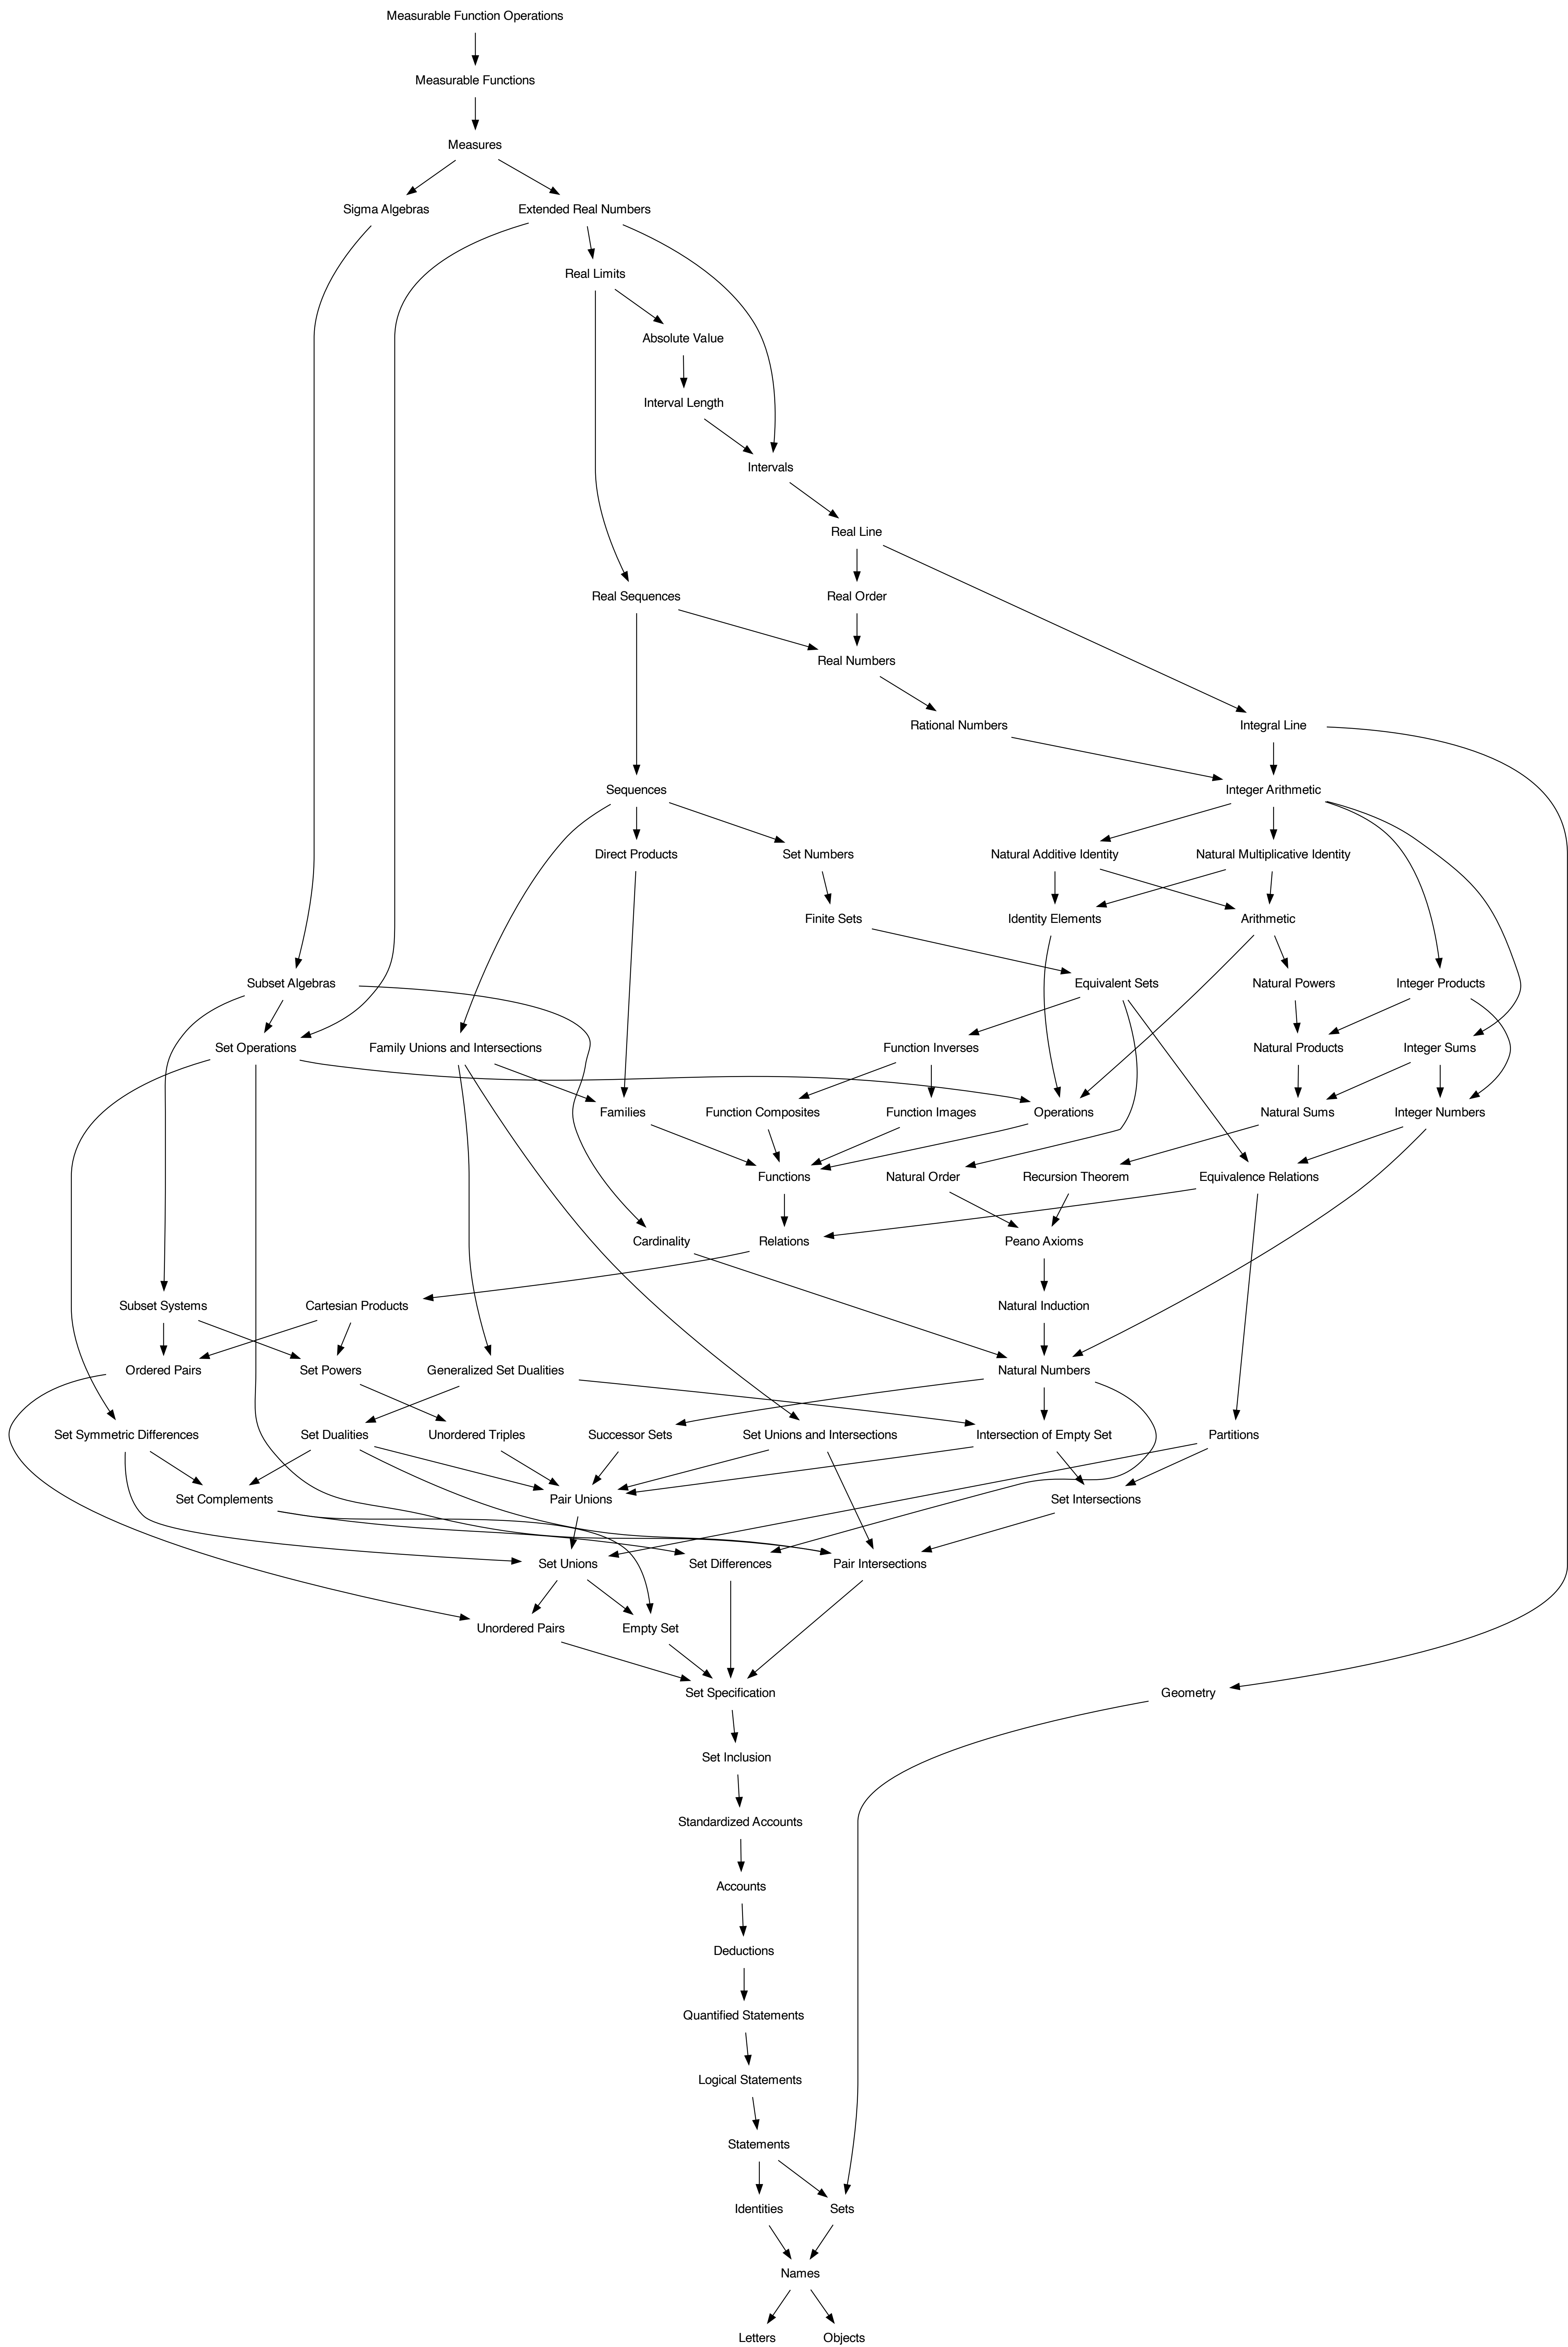 Measurable Function Operations
Measurable Functions
Measures
Sigma Algebras
Extended Real Numbers
Real Limits
Absolute Value
Interval Length
Intervals
Real Line
Real Sequences
Real Order
Real Numbers
Rational Numbers
Integral Line
Sequences
Integer Arithmetic
Direct Products
Set Numbers
Natural Additive Identity
Natural Multiplicative Identity
Finite Sets
Identity Elements
Arithmetic
Subset Algebras
Equivalent Sets
Natural Powers
Integer Products
Set Operations
Family Unions and Intersections
Function Inverses
Natural Products
Integer Sums
Families
Function Composites
Function Images
Operations
Natural Sums
Integer Numbers
Functions
Natural Order
Recursion Theorem
Equivalence Relations
Cardinality
Relations
Peano Axioms
Subset Systems
Cartesian Products
Natural Induction
Ordered Pairs
Set Powers
Generalized Set Dualities
Natural Numbers
Set Symmetric Differences
Set Dualities
Unordered Triples
Successor Sets
Set Unions and Intersections
Intersection of Empty Set
Partitions
Set Complements
Pair Unions
Set Intersections
Set Unions
Set Differences
Pair Intersections
Unordered Pairs
Empty Set
Set Specification
Geometry
Set Inclusion
Standardized Accounts
Accounts
Deductions
Quantified Statements
Logical Statements
Statements
Identities
Sets
Names
Letters
Objects